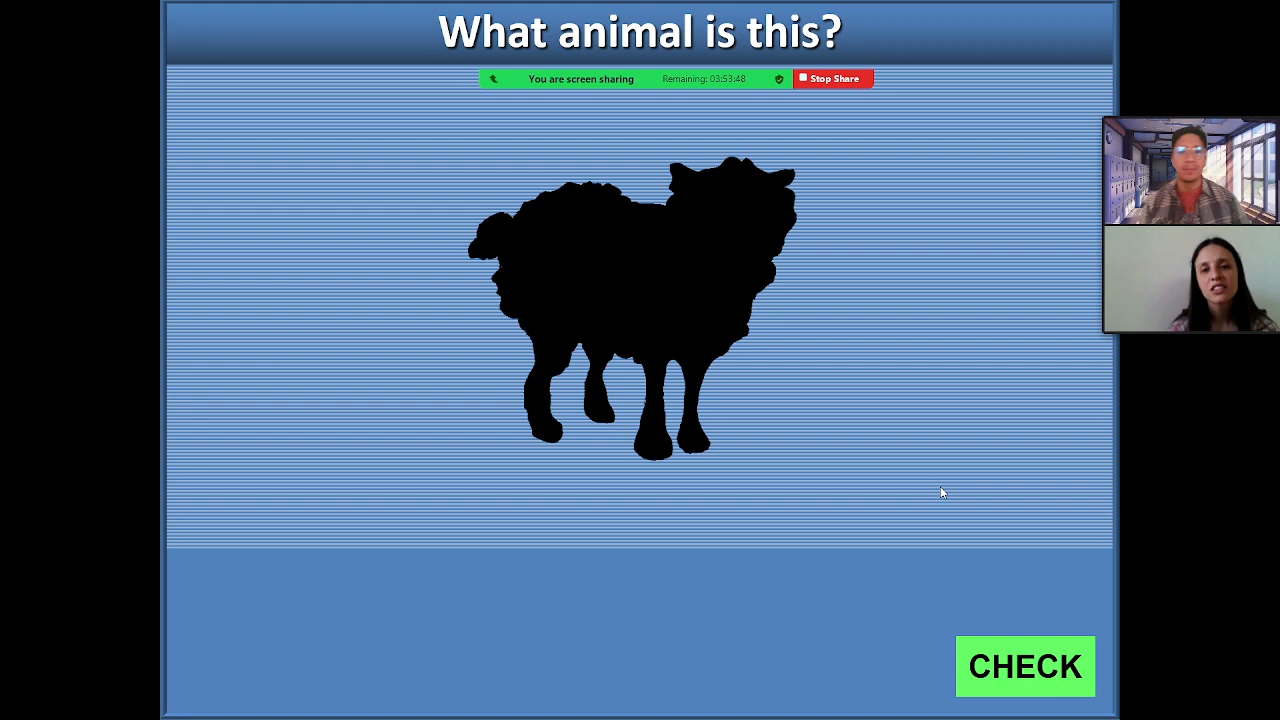 What animal is this?
You are screen sharing Remaining: 03:53:48 Stop Share
CHECK